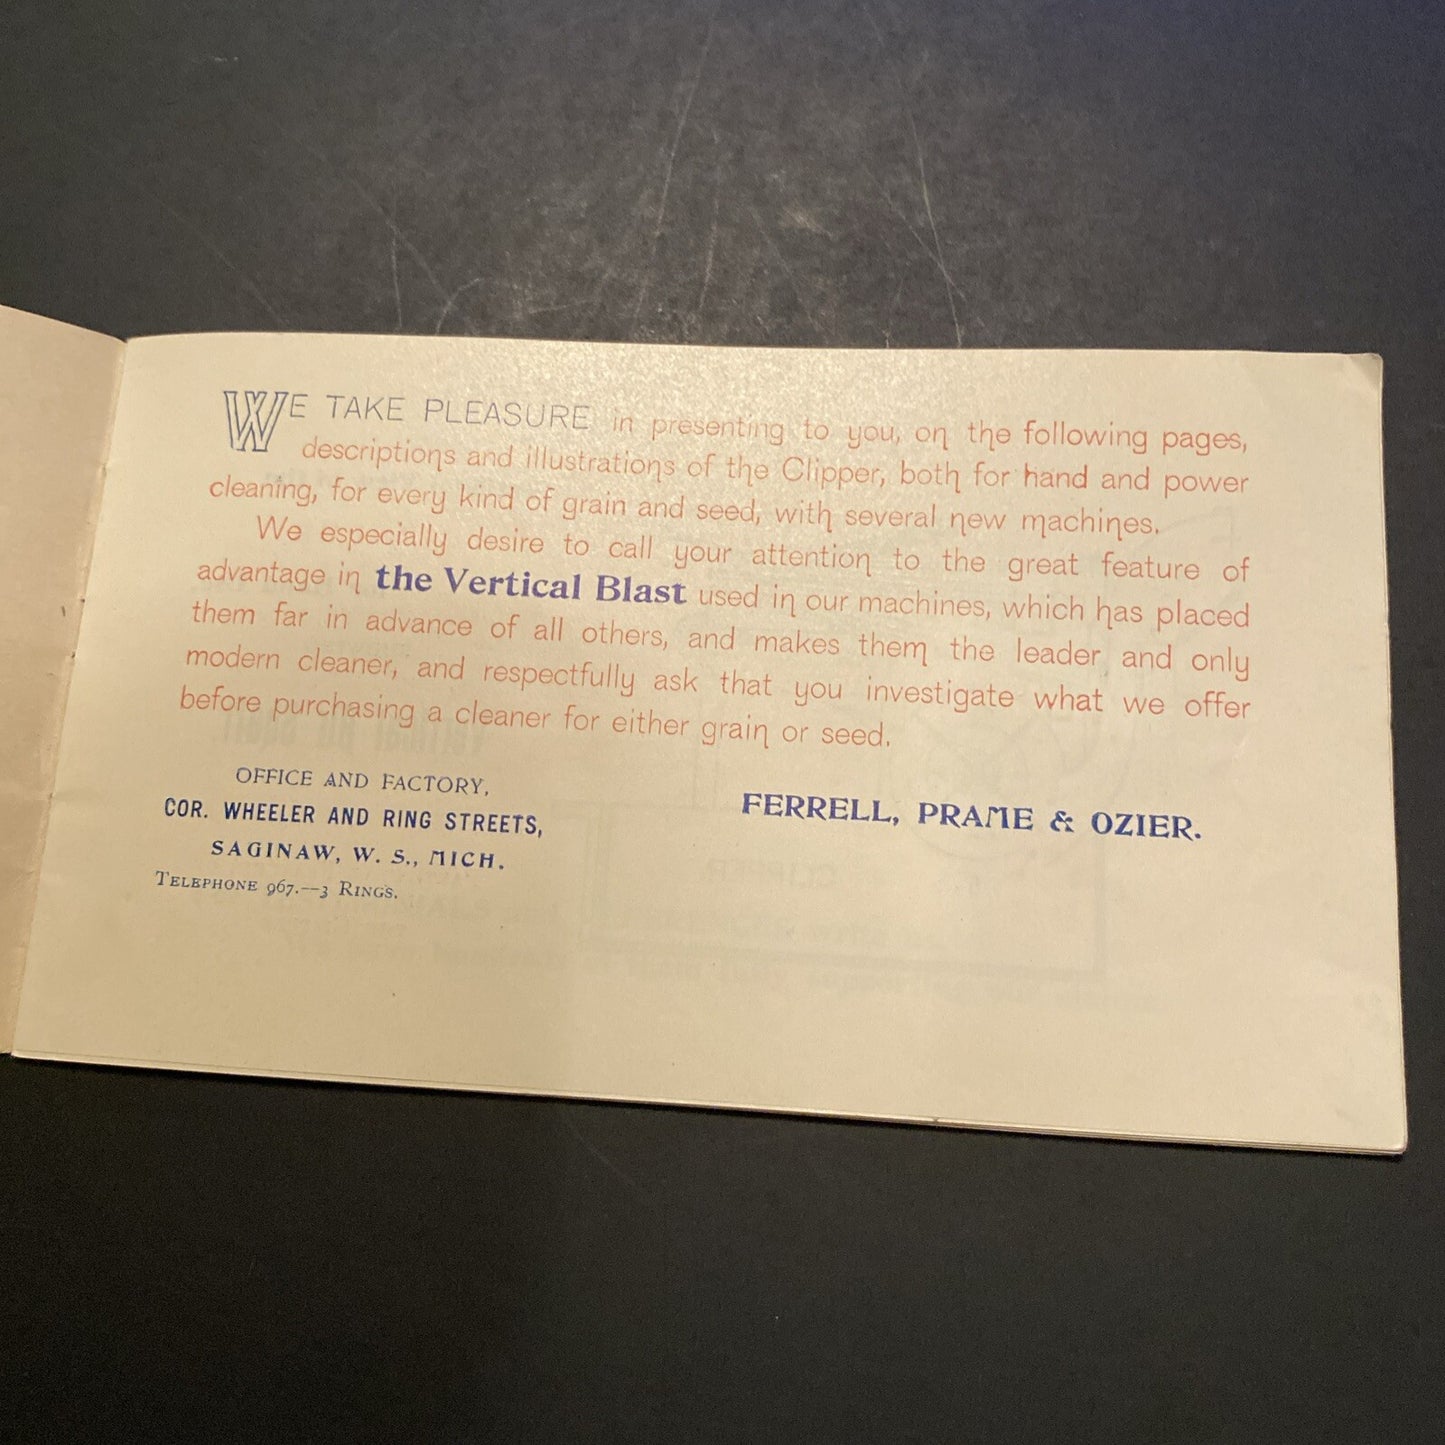 WE TAKE PLEASURE in presenting to you, on the following pages,
descriptions and illustrations of the Clipper, both for hand and power
cleaning, for every kind of grain and seed, with several new machines.
We especially desire to call your attention to the great feature of
advantage in the Vertical Blast used in our machines, which has placed
them far in advance of all others, and makes them the leader and only
modern cleaner, and respectfully ask that you investigate what we offer
before purchasing a cleaner for either grain or seed.
OFFICE AND FACTORY,
COR. WHEELER AND RING STREETS,
SAGINAW, W. S., MICH.
TELEPHONE 967.—3 RINGS.
FERRELL, PRAME & OZIER.